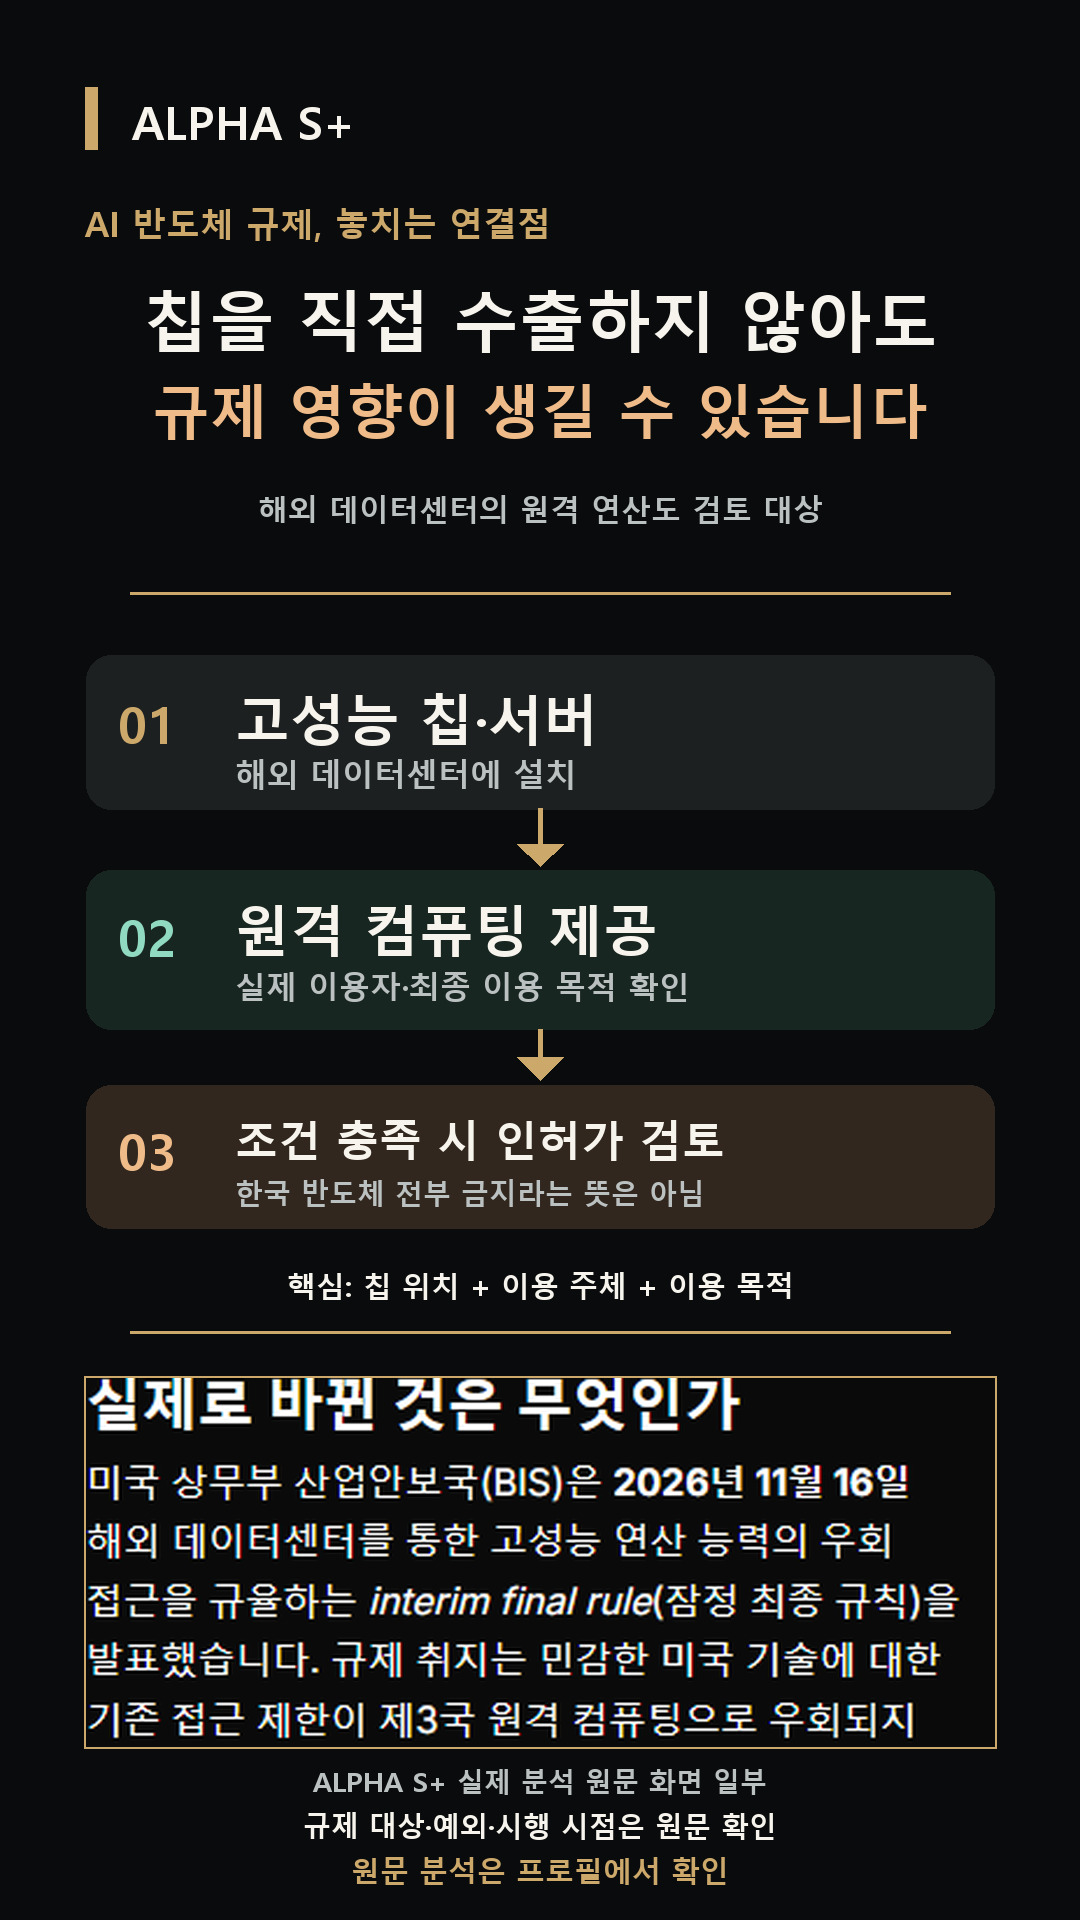 ALPHA S+
AI 반도체 규제, 놓치는 연결점
칩을 직접 수출하지 않아도
규제 영향이 생길 수 있습니다
해외 데이터센터의 원격 연산도 검토 대상
01 고성능 칩·서버
해외 데이터센터에 설치
02 원격 컴퓨팅 제공
실제 이용자·최종 이용 목적 확인
03 조건 충족 시 인허가 검토
한국 반도체 전부 금지라는 뜻은 아님
핵심: 칩 위치 + 이용 주체 + 이용 목적
실제로 바뀐 것은 무엇인가
미국 상무부 산업안보국(BIS)은 2026년 11월 16일
해외 데이터센터를 통한 고성능 연산 능력의 우회
접근을 규율하는 interim final rule(잠정 최종 규칙)을
발표했습니다. 규제 취지는 민감한 미국 기술에 대한
기존 접근 제한이 제3국 원격 컴퓨팅으로 우회되지
ALPHA S+ 실제 분석 원문 화면 일부
규제 대상·예외·시행 시점은 원문 확인
원문 분석은 프로필에서 확인